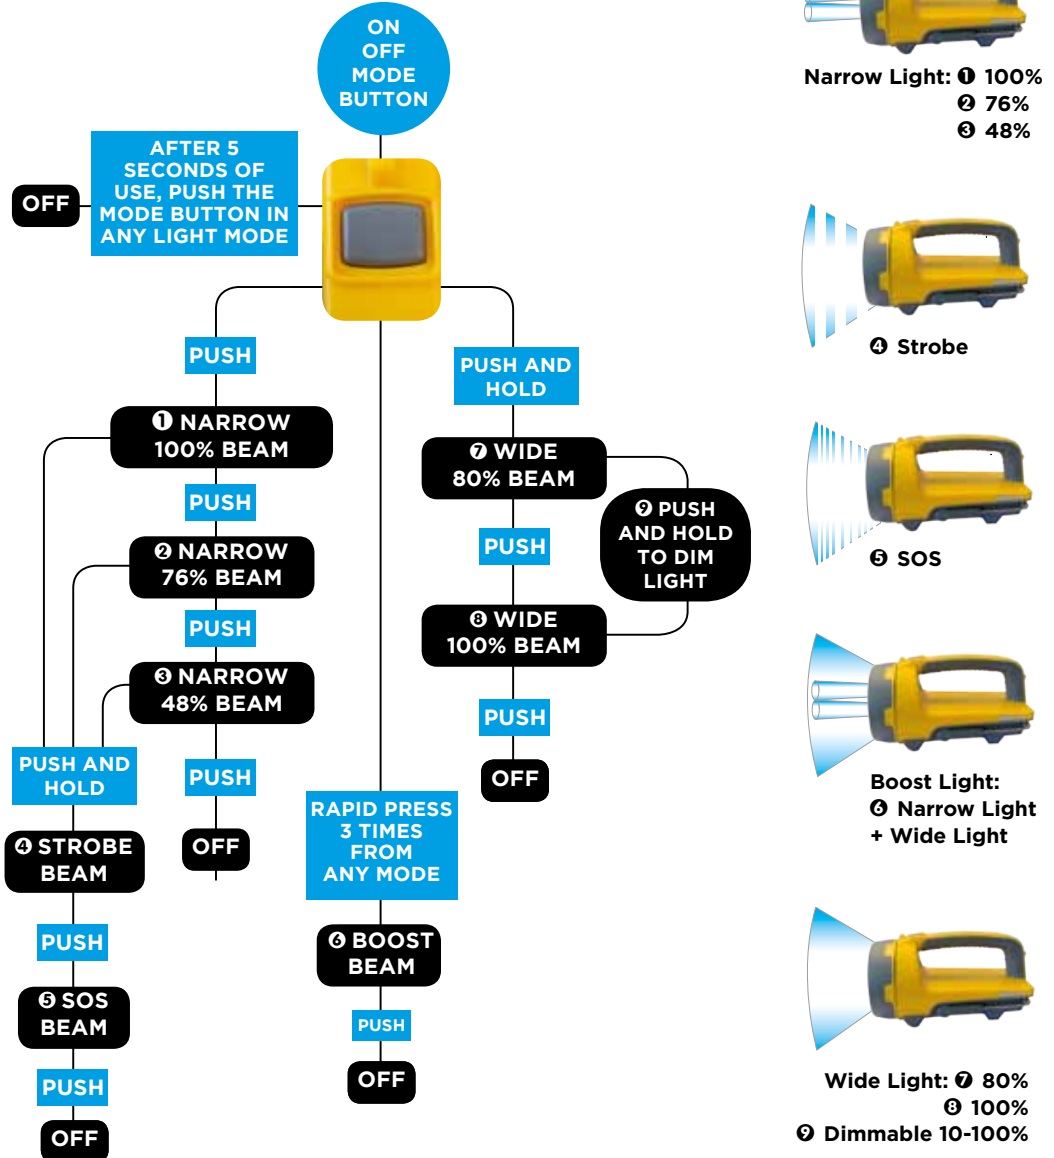 ON
OFF
MODE
BUTTON
AFTER 5
SECONDS OF
USE, PUSH THE
MODE BUTTON IN
ANY LIGHT MODE
OFF
PUSH
❶ NARROW
100% BEAM
PUSH
❷ NARROW
76% BEAM
PUSH
❸ NARROW
48% BEAM
PUSH
OFF
PUSH AND
HOLD
❹ STROBE
BEAM
PUSH
❺ SOS
BEAM
PUSH
OFF
RAPID PRESS
3 TIMES
FROM
ANY MODE
❻ BOOST
BEAM
PUSH
OFF
PUSH AND
HOLD
❼ WIDE
80% BEAM
PUSH
❽ WIDE
100% BEAM
PUSH
OFF
❾ PUSH
AND HOLD
TO DIM
LIGHT
Narrow Light: ❶ 100%
❷ 76%
❸ 48%
❹ Strobe
❺ SOS
Boost Light:
❻ Narrow Light
+ Wide Light
Wide Light: ❼ 80%
❽ 100%
❾ Dimmable 10-100%